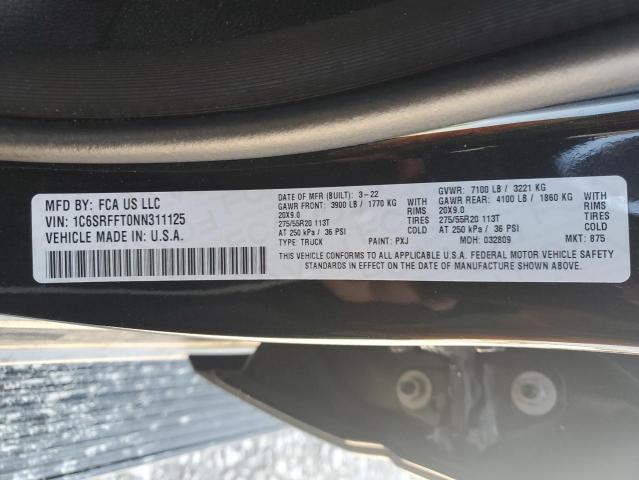 MFD BY: FCA US LLC
VIN: 1C6SRFFT0NN311125
VEHICLE MADE IN: U.S.A.
DATE OF MFR (BUILT): 3-22
GAWR FRONT: 3900 LB / 1770 KG
20X9.0
275/55R20 113T
AT 250 kPa / 36 PSI
TYPE: TRUCK PAINT: PXJ
RIMS
TIRES
COLD
GVWR: 7100 LB / 3221 KG
GAWR REAR: 4100 LB / 1860 KG
20X9.0
275/55R20 113T
AT 250 kPa / 36 PSI
MDH: 032809
RIMS
TIRES
COLD
MKT: 875
THIS VEHICLE CONFORMS TO ALL APPLICABLE U.S.A. FEDERAL MOTOR VEHICLE SAFETY
STANDARDS IN EFFECT ON THE DATE OF MANUFACTURE SHOWN ABOVE.